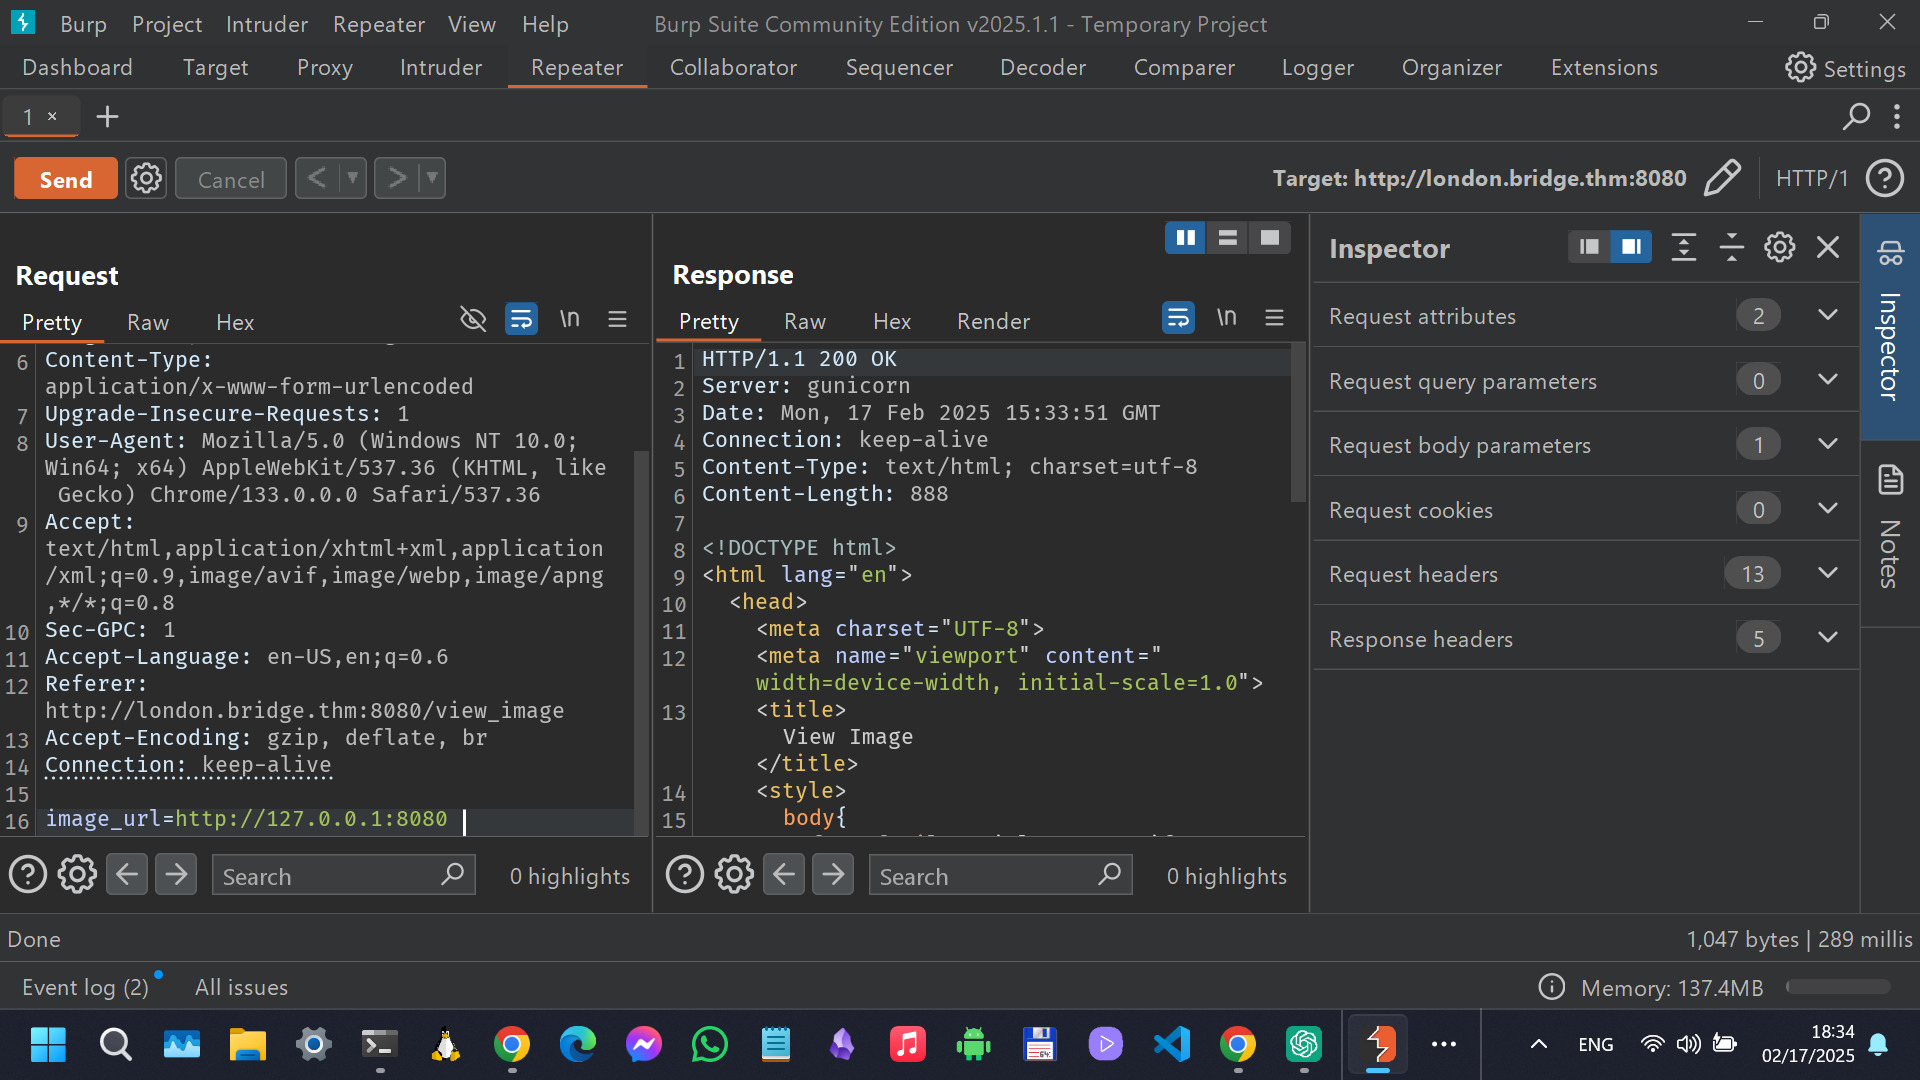 Burp Project Intruder Repeater View Help Burp Suite Community Edition v2025.1.1 - Temporary Project
Dashboard Target Proxy Intruder Repeater Collaborator Sequencer Decoder Comparer Logger Organizer Extensions Settings
1 × +
Send Cancel < > Target: http://london.bridge.thm:8080 HTTP/1
Request
Pretty Raw Hex \n
6 Content-Type:
application/x-www-form-urlencoded
7 Upgrade-Insecure-Requests: 1
8 User-Agent: Mozilla/5.0 (Windows NT 10.0;
Win64; x64) AppleWebKit/537.36 (KHTML, like
Gecko) Chrome/133.0.0.0 Safari/537.36
9 Accept:
text/html,application/xhtml+xml,application
/xml;q=0.9,image/avif,image/webp,image/apng
,*/*;q=0.8
10 Sec-GPC: 1
11 Accept-Language: en-US,en;q=0.6
12 Referer:
http://london.bridge.thm:8080/view_image
13 Accept-Encoding: gzip, deflate, br
14 Connection: keep-alive
15
16 image_url=http://127.0.0.1:8080
Search 0 highlights
Response
Pretty Raw Hex Render \n
1 HTTP/1.1 200 OK
2 Server: gunicorn
3 Date: Mon, 17 Feb 2025 15:33:51 GMT
4 Connection: keep-alive
5 Content-Type: text/html; charset=utf-8
6 Content-Length: 888
7
8 <!DOCTYPE html>
9 <html lang="en">
10 <head>
11 <meta charset="UTF-8">
12 <meta name="viewport" content="
width=device-width, initial-scale=1.0">
13 <title>
View Image
</title>
14 <style>
15 body{
Search 0 highlights
Inspector
Request attributes 2
Request query parameters 0
Request body parameters 1
Request cookies 0
Request headers 13
Response headers 5
Inspector
Notes
Done 1,047 bytes | 289 millis
Event log (2) All issues Memory: 137.4MB
64
ENG 18:34
02/17/2025